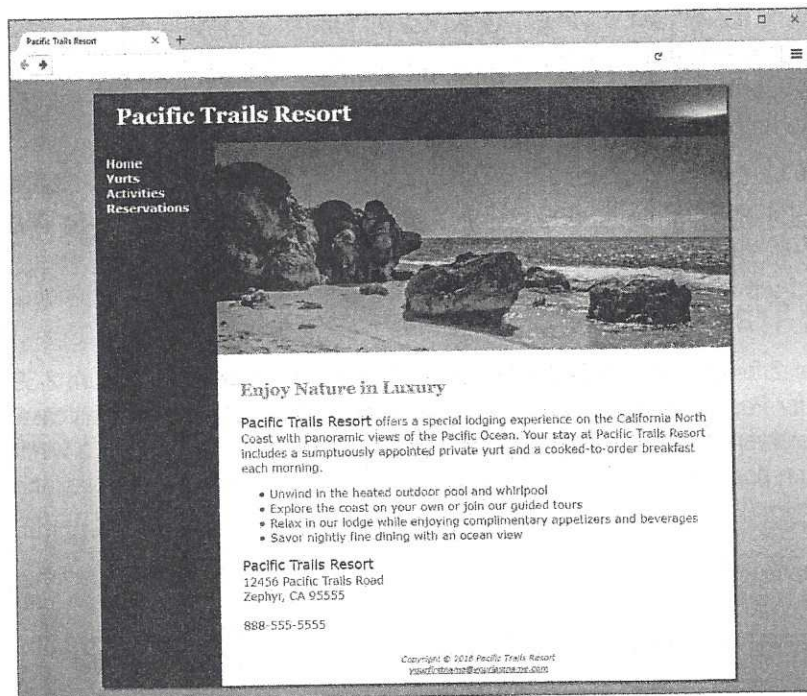 Pacific Trails Resort
Pacific Trails Resort
Home
Yurts
Activities
Reservations
Enjoy Nature in Luxury
Pacific Trails Resort offers a special lodging experience on the California North
Coast with panoramic views of the Pacific Ocean. Your stay at Pacific Trails Resort
includes a sumptuously appointed private yurt and a cooked-to-order breakfast
each morning.
• Unwind in the heated outdoor pool and whirlpool
• Explore the coast on your own or join our guided tours
• Relax in our lodge while enjoying complimentary appetizers and beverages
• Savor nightly fine dining with an ocean view
Pacific Trails Resort
12456 Pacific Trails Road
Zephyr, CA 95555
888-555-5555
Copyright © 2016 Pacific Trails Resort
yourfirstname@yourlastname.com